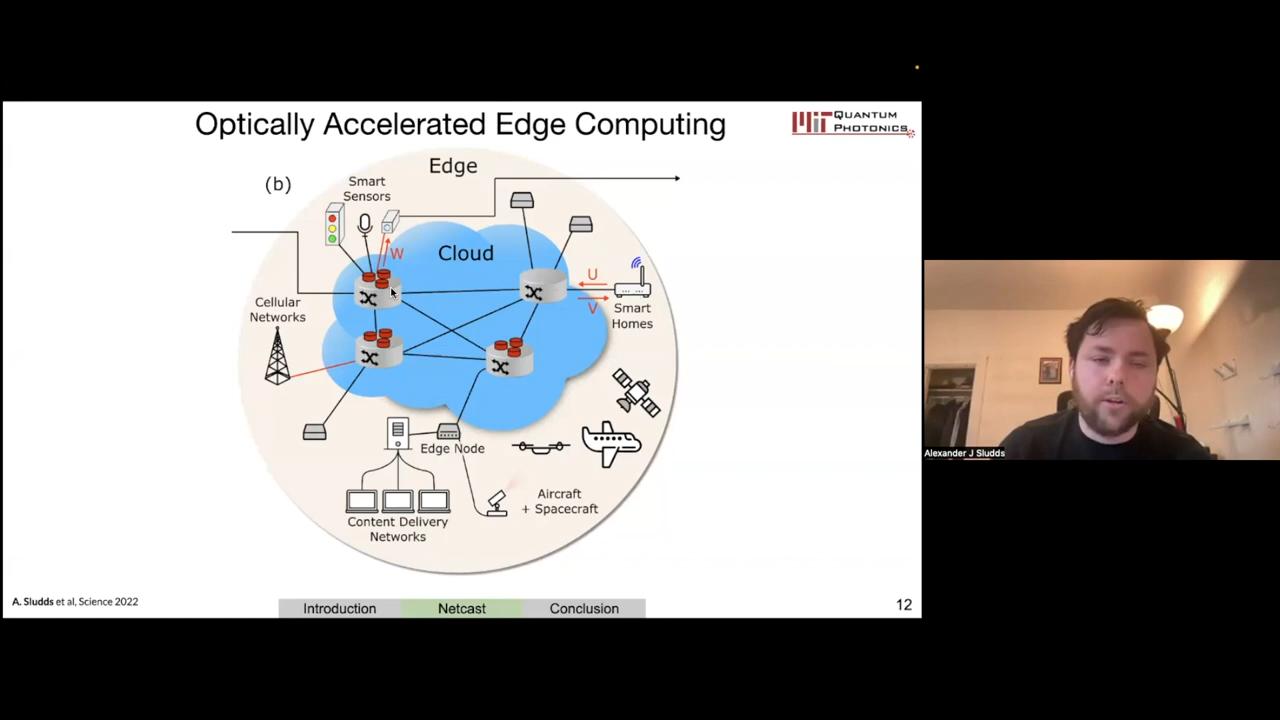 Optically Accelerated Edge Computing
MIT QUANTUM
PHOTONICS
Edge
(b)
Smart
Sensors
W
Cloud
U
V
Smart
Homes
Cellular
Networks
Edge Node
Aircraft
+ Spacecraft
Content Delivery
Networks
A. Sludds et al, Science 2022
Introduction
Netcast
Conclusion
12
Alexander J Sludds